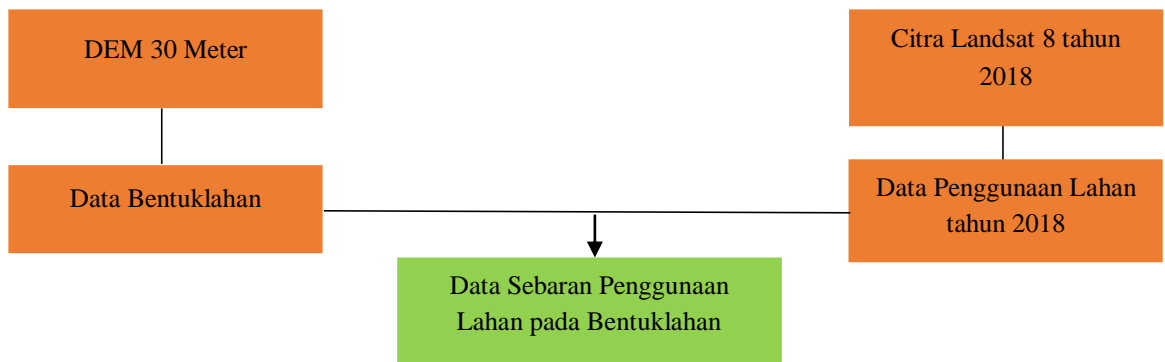 DEM 30 Meter
Citra Landsat 8 tahun
2018
Data Bentuklahan
Data Penggunaan Lahan
tahun 2018
Data Sebaran Penggunaan
Lahan pada Bentuklahan